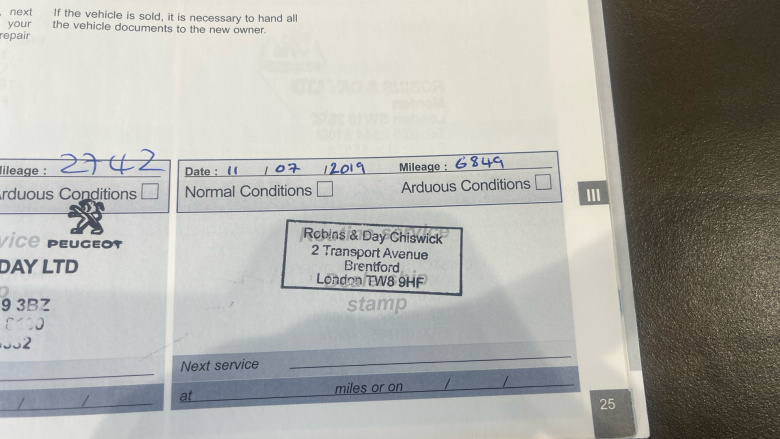 next
your
repair
If the vehicle is sold, it is necessary to hand all
the vehicle documents to the new owner.
ileage : 2742
rduous Conditions
vice PEUGEOT
DAY LTD
9 3BZ
Date : 11 / 07 / 2019 Mileage : 6849
Normal Conditions Arduous Conditions
III
Robins & Day Chiswick
2 Transport Avenue
Brentford
London TW8 9HF
stamp
Next service
at miles or on / /
/ /
25